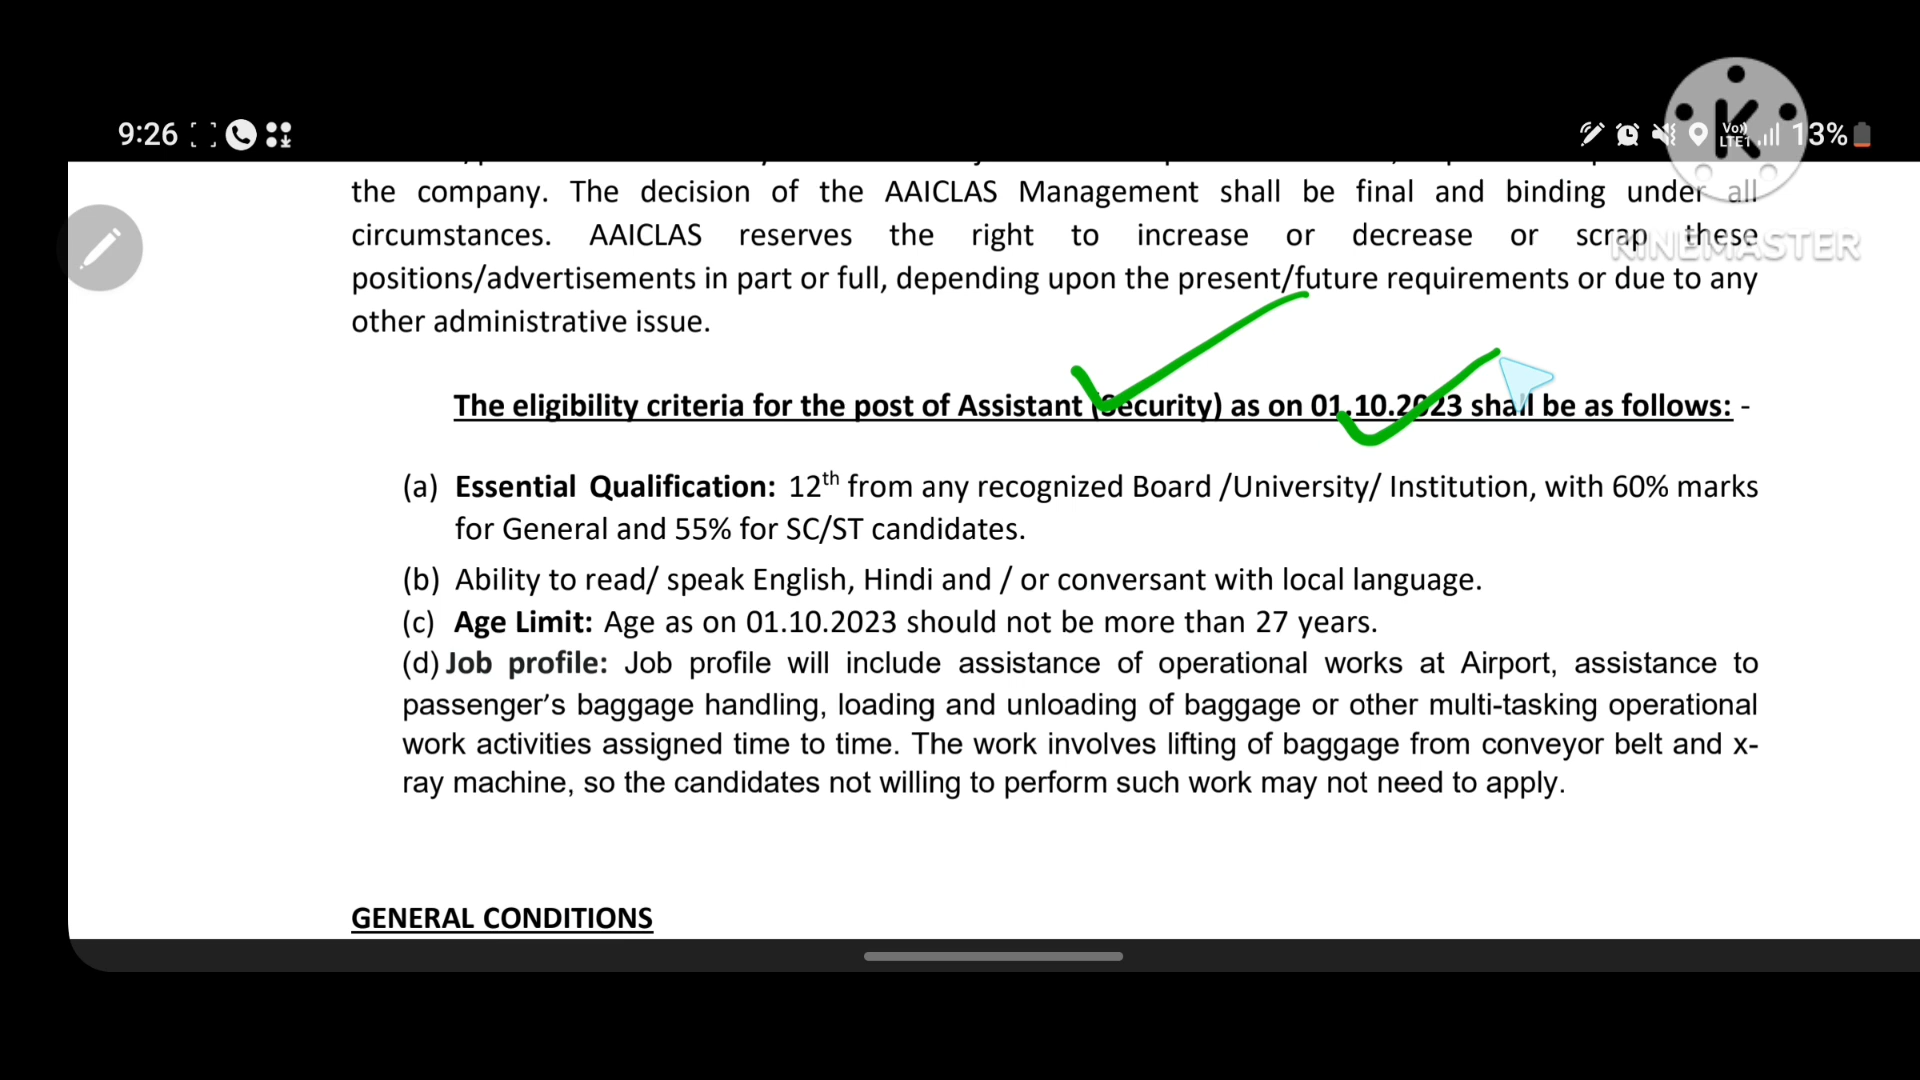 9:26
Vo)) LTE1 13%
the company. The decision of the AAICLAS Management shall be final and binding under all
circumstances. AAICLAS reserves the right to increase or decrease or scrap these
KINEMASTER
positions/advertisements in part or full, depending upon the present/future requirements or due to any
other administrative issue.
The eligibility criteria for the post of Assistant (Security) as on 01.10.2023 shall be as follows: -
(a) Essential Qualification: 12th from any recognized Board /University/ Institution, with 60% marks
for General and 55% for SC/ST candidates.
(b) Ability to read/ speak English, Hindi and / or conversant with local language.
(c) Age Limit: Age as on 01.10.2023 should not be more than 27 years.
(d) Job profile: Job profile will include assistance of operational works at Airport, assistance to
passenger's baggage handling, loading and unloading of baggage or other multi-tasking operational
work activities assigned time to time. The work involves lifting of baggage from conveyor belt and x-
ray machine, so the candidates not willing to perform such work may not need to apply.
GENERAL CONDITIONS